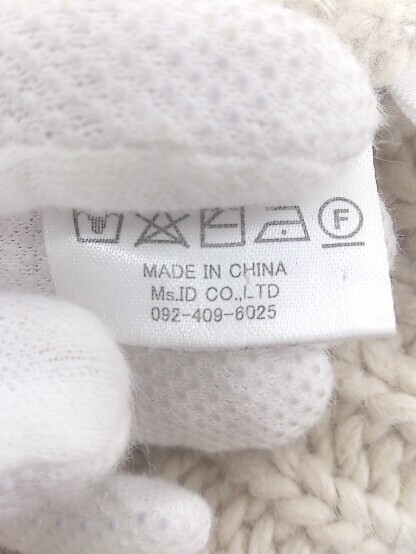 F
MADE IN CHINA
Ms.ID CO.,LTD
092-409-6025